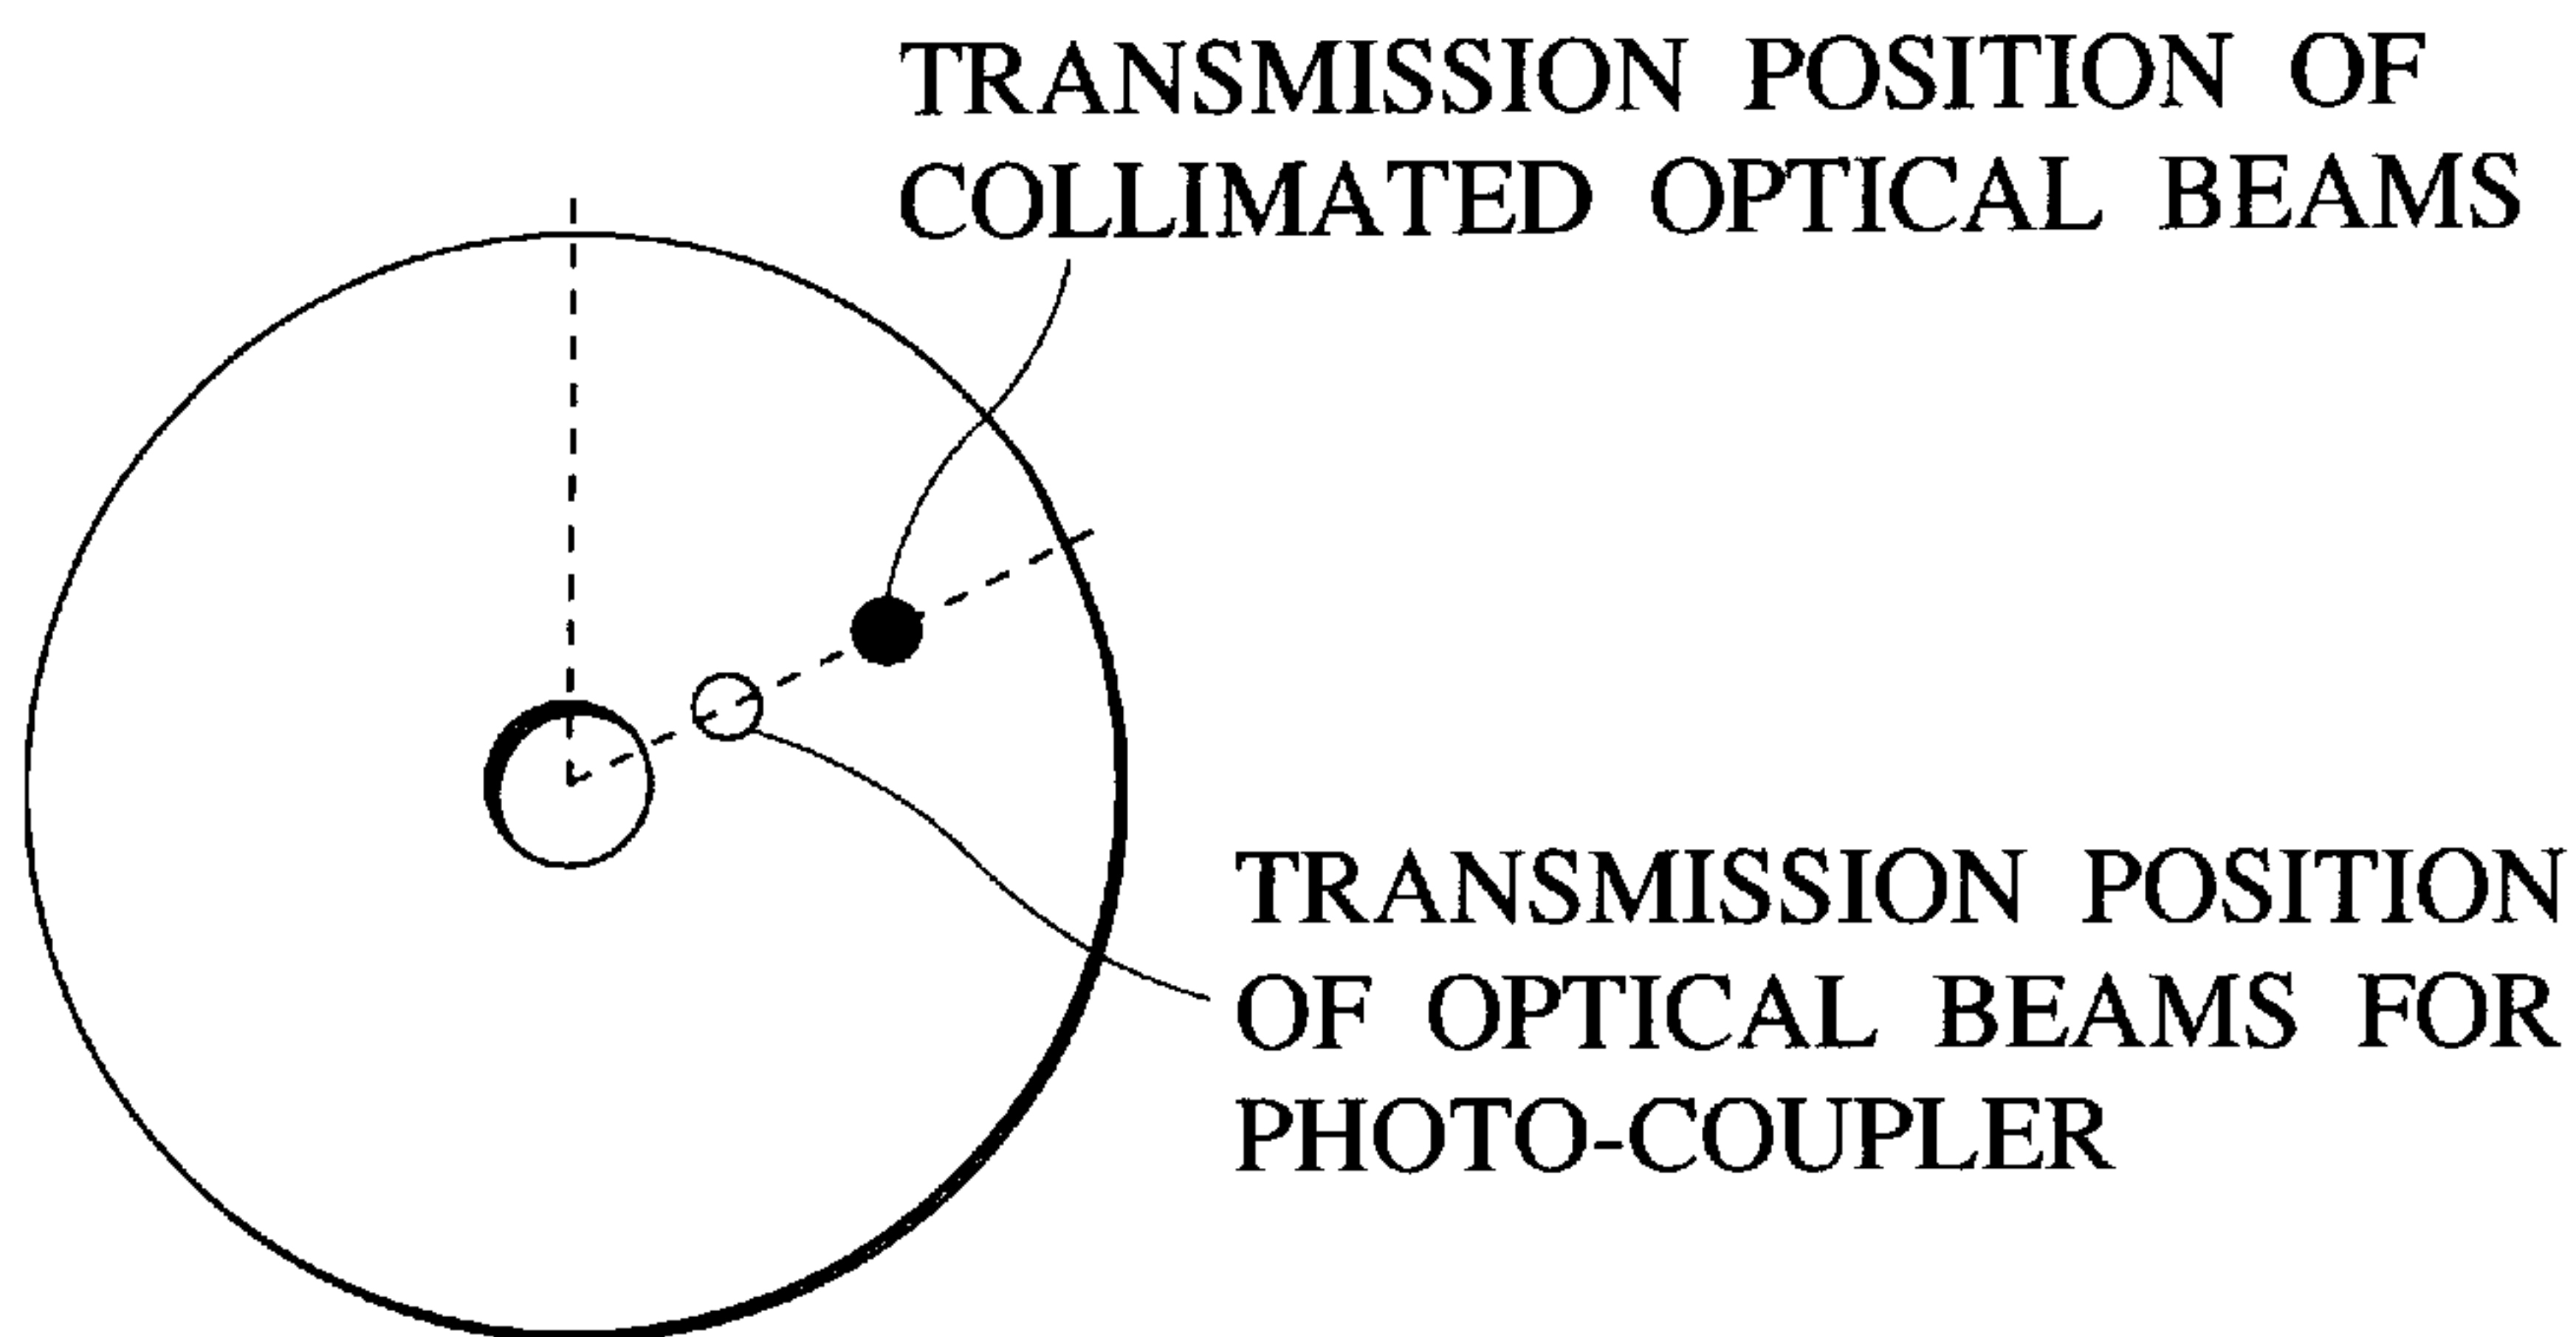 TRANSMISSION POSITION OF
COLLIMATED OPTICAL BEAMS
TRANSMISSION POSITION
OF OPTICAL BEAMS FOR
PHOTO-COUPLER